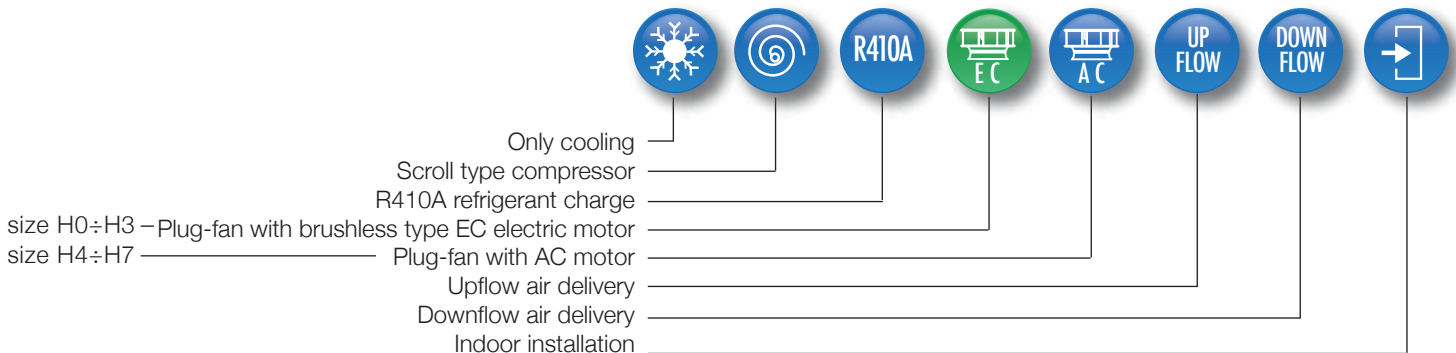 R410A
E C
A C
UP
FLOW
DOWN
FLOW
Only cooling
Scroll type compressor
R410A refrigerant charge
size H0÷H3 – Plug-fan with brushless type EC electric motor
size H4÷H7 Plug-fan with AC motor
Upflow air delivery
Downflow air delivery
Indoor installation